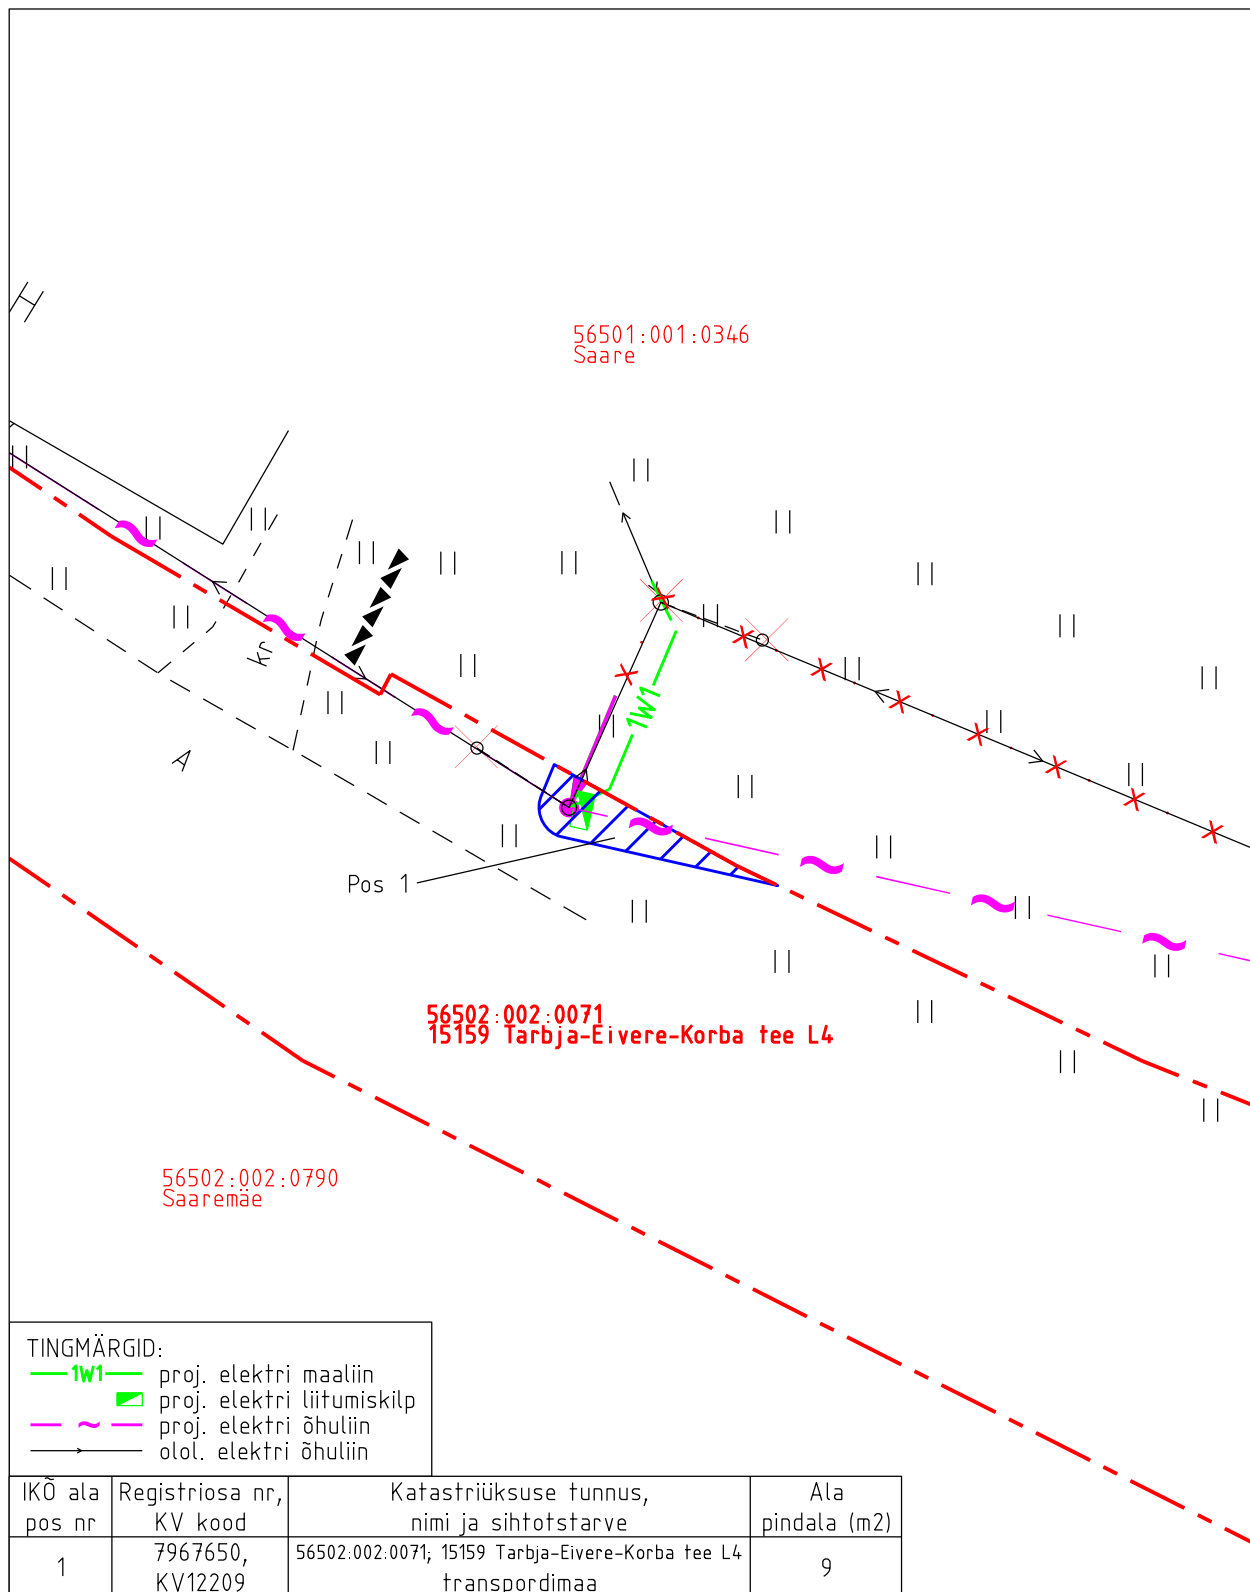 56501:001:0346
Saare
kr
A
1W1
Pos 1
56502:002:0071
15159 Tarbja-Eivere-Korba tee L4
56502:002:0790
Saaremäe
TINGMÄRGID:
1W1 proj. elektri maaliin
proj. elektri liitumiskilp
~ proj. elektri õhuliin
olol. elektri õhuliin
IKÕ ala pos nr
Registriosa nr, KV kood
Katastriüksuse tunnus, nimi ja sihtotstarve
Ala pindala (m2)
1
7967650, KV12209
56502:002:0071; 15159 Tarbja-Eivere-Korba tee L4 transpordimaa
9